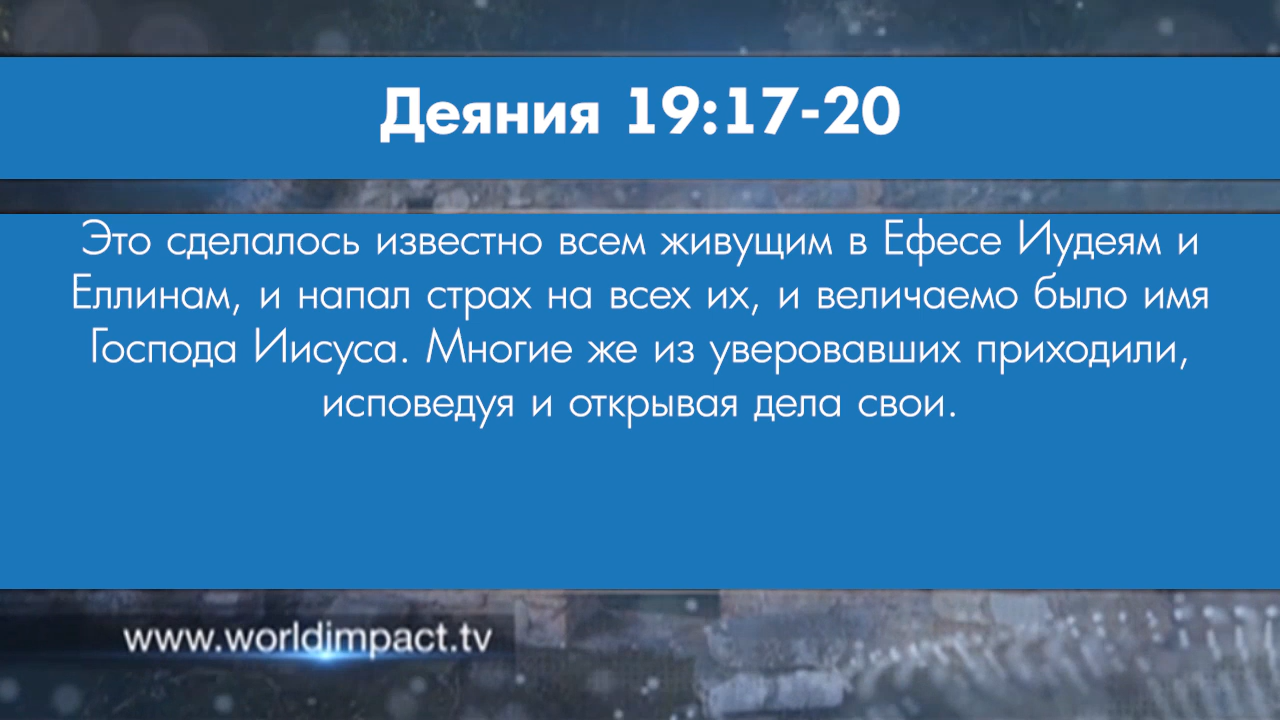 Деяния 19:17-20
Это сделалось известно всем живущим в Ефесе Иудеям и
Еллинам, и напал страх на всех их, и величаемо было имя
Господа Иисуса. Многие же из уверовавших приходили,
исповедуя и открывая дела свои.
www.worldimpact.tv